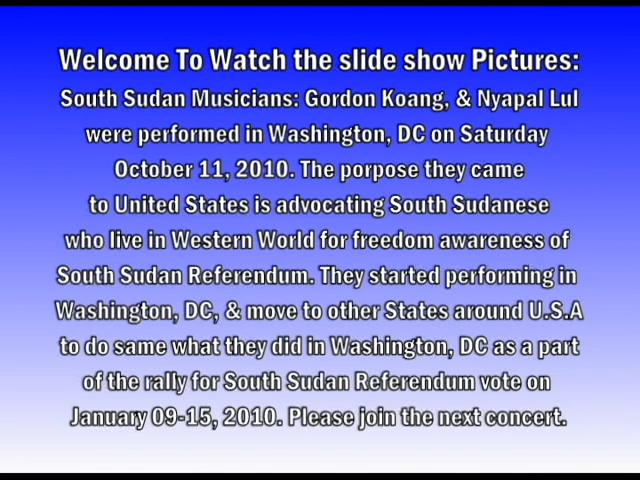 Welcome To Watch the slide show Pictures:
South Sudan Musicians: Gordon Koang, & Nyapal Lul
were performed in Washington, DC on Saturday
October 11, 2010. The porpose they came
to United States is advocating South Sudanese
who live in Western World for freedom awareness of
South Sudan Referendum. They started performing in
Washington, DC, & move to other States around U.S.A
to do same what they did in Washington, DC as a part
of the rally for South Sudan Referendum vote on
January 09-15, 2010. Please join the next concert.